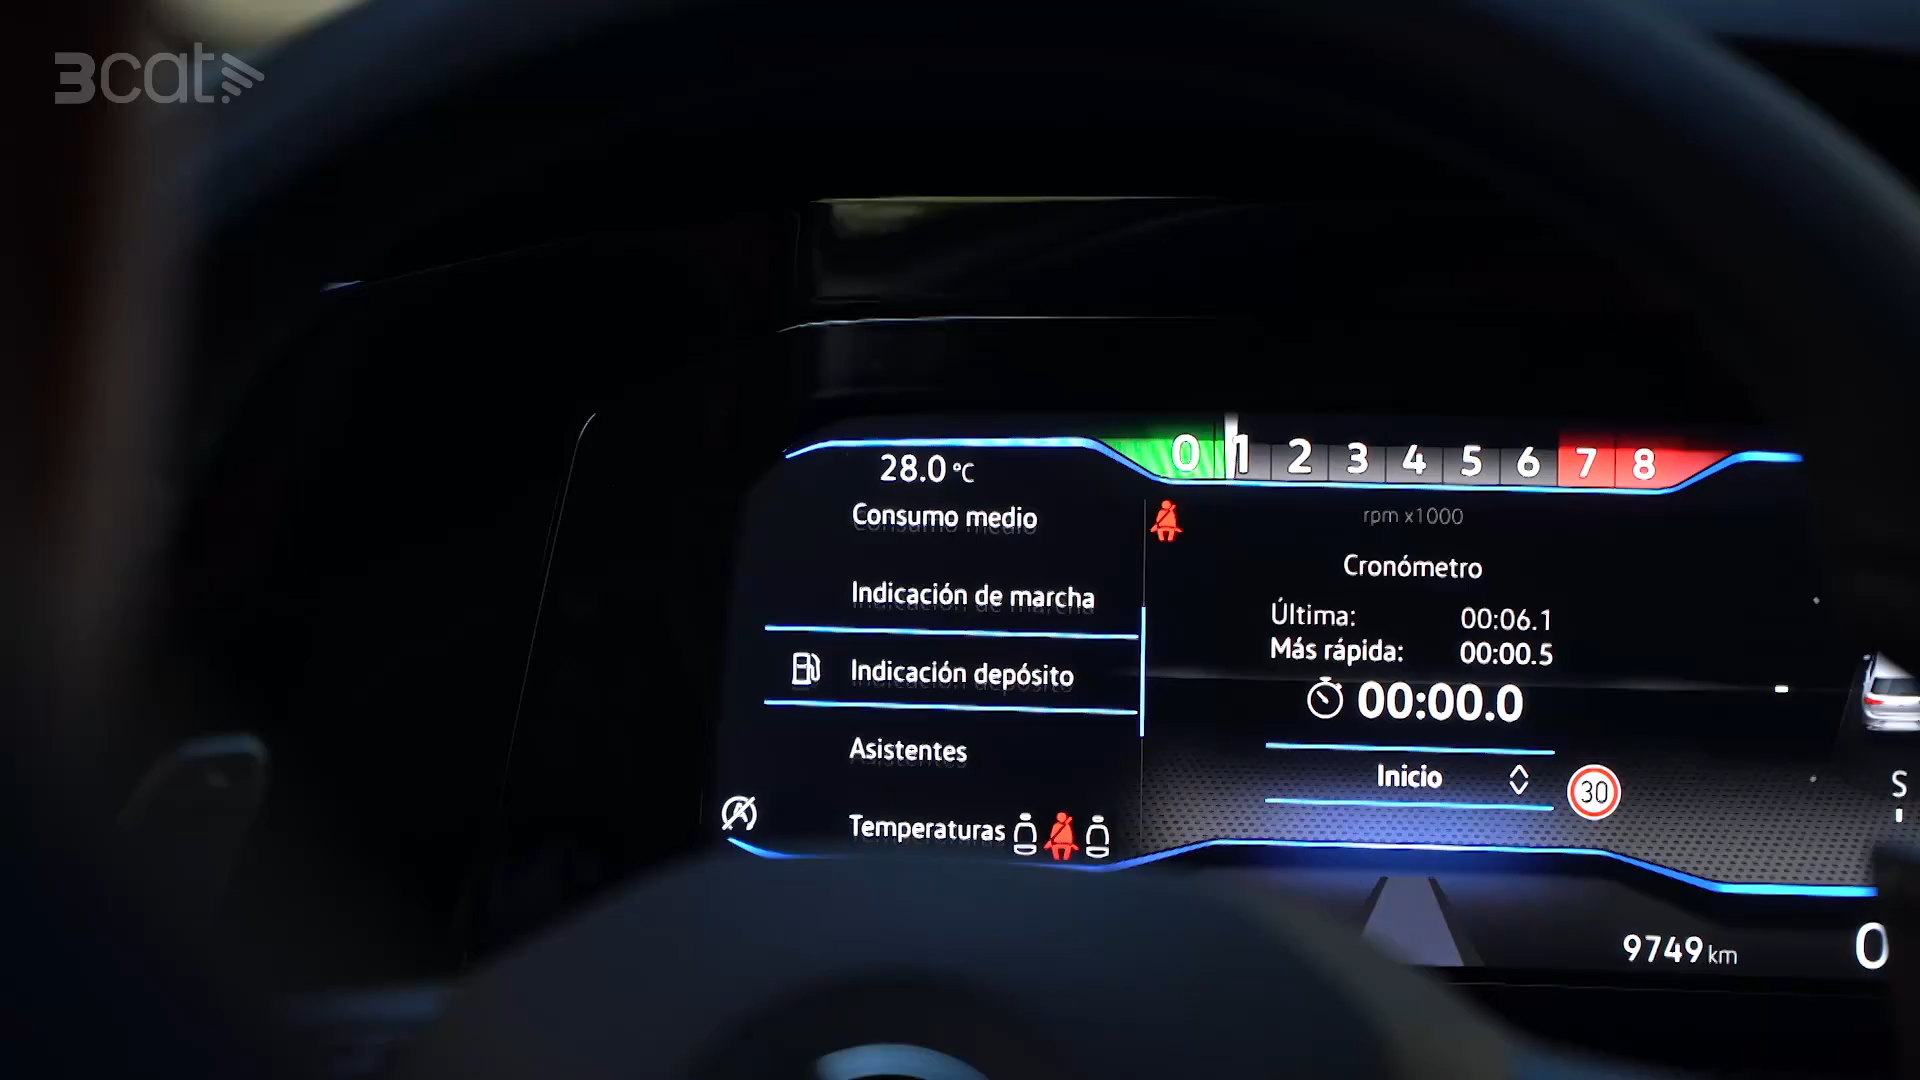 3cat
0 1 2 3 4 5 6 7 8
28.0 °C
rpm x1000
Consumo medio
Indicación de marcha
Indicación depósito
Asistentes
Temperaturas
Cronómetro
Última: 00:06.1
Más rápida: 00:00.5
00:00.0
Inicio
30
S
9749 km
0